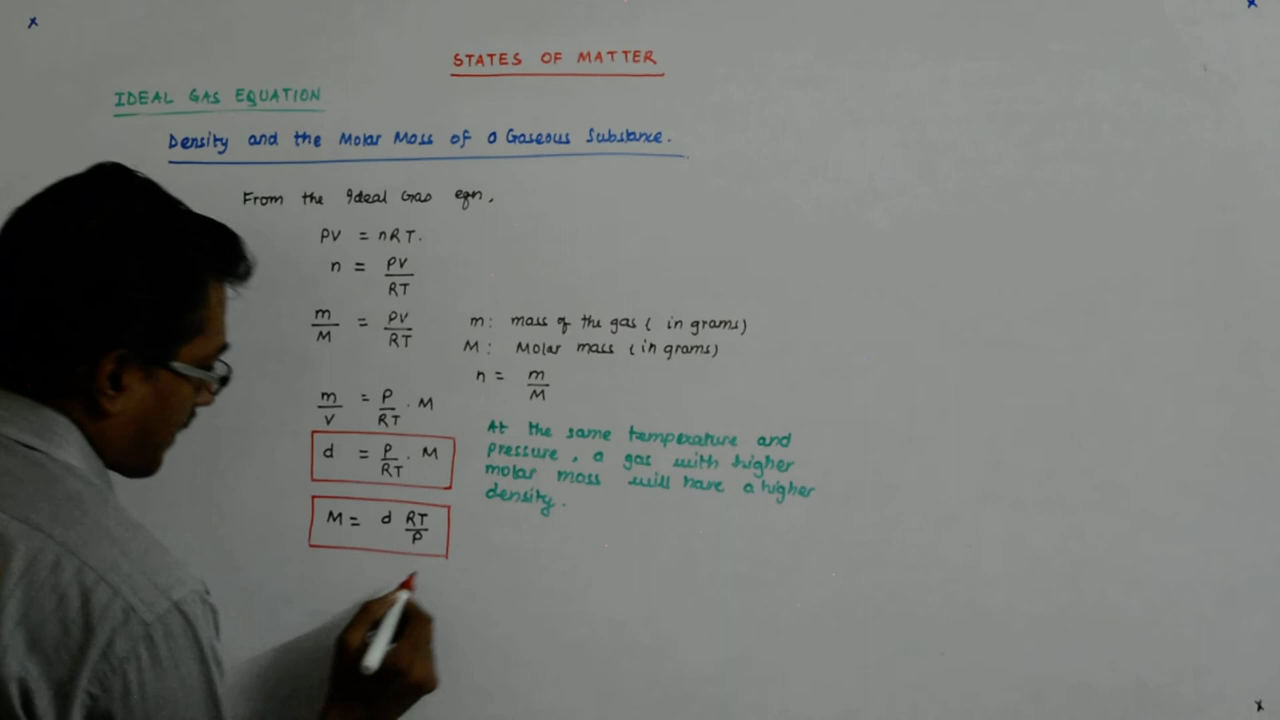 STATES OF MATTER
IDEAL GAS EQUATION
Density and the Molar Mass of a Gaseous Substance.
From the Ideal Gas eqn,
PV = nRT.
n = PV/RT
m/M = PV/RT
m: mass of the gas ( in grams)
M: Molar mass (in grams)
n = m/M
m/V = P/RT . M
d = P/RT . M
At the same temperature and
pressure, a gas with higher
molar mass will have a higher
density.
M = d RT/P